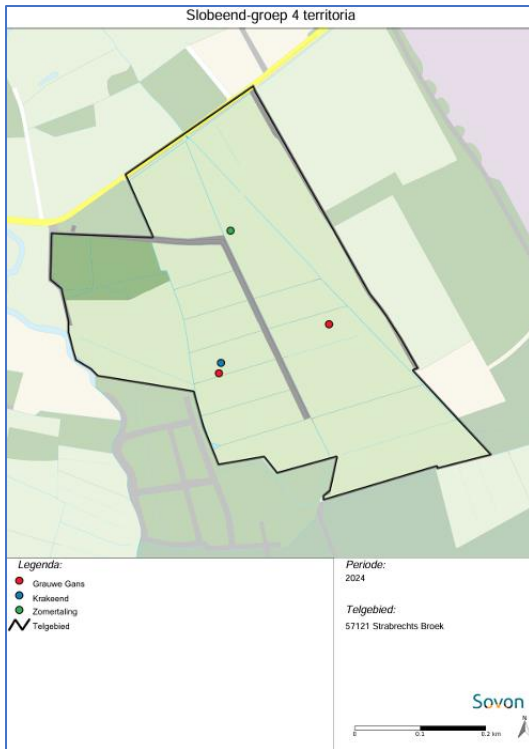 Slobeend-groep 4 territoria
Legenda:
Grauwe Gans
Krakeend
Zomertaling
Telgebied
Periode:
2024
Telgebied:
57121 Strabrechts Broek
Sovon
N
0 0.1 0.2 km